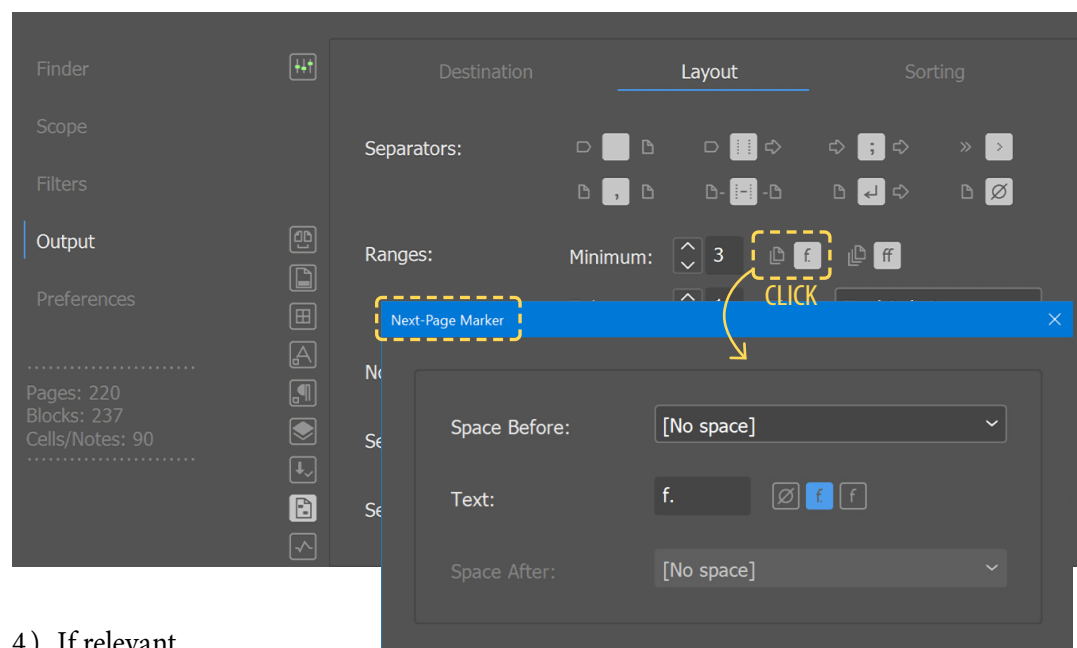 Finder
Destination Layout Sorting
Scope
Separators: ; >
Filters
, - - - Ø
Output
Ranges: Minimum: 3 f. ff
Preferences
CLICK
Next-Page Marker
Pages: 220
Blocks: 237
Cells/Notes: 90
Space Before: [No space]
Text: f. Ø f. f
Space After: [No space]
4) If relevant